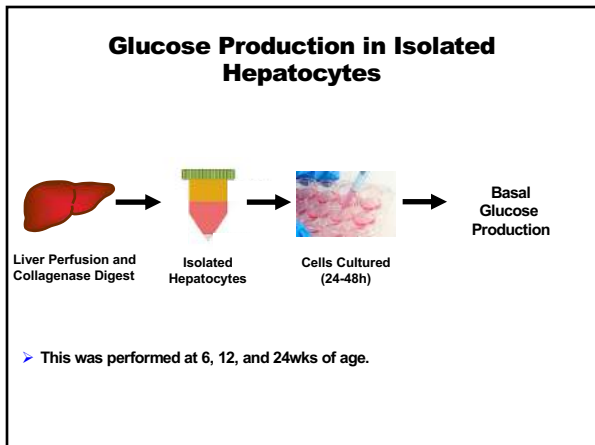 Glucose Production in Isolated
Hepatocytes
Liver Perfusion and
Collagenase Digest
Isolated
Hepatocytes
Cells Cultured
(24-48h)
Basal
Glucose
Production
➢ This was performed at 6, 12, and 24wks of age.